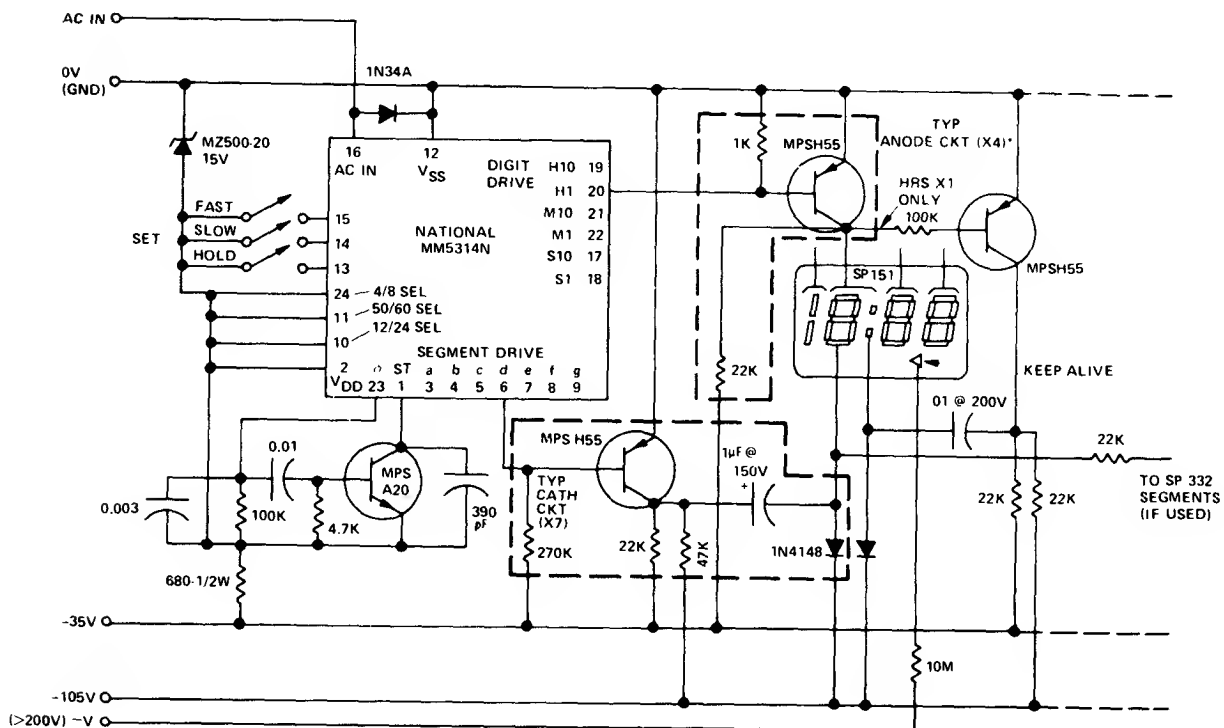 AC IN
0V
(GND)
1N34A
MZ500-20
15V
FAST
SLOW
HOLD
SET
16
AC IN
12
VSS
DIGIT
DRIVE
H10 19
H1 20
M10 21
M1 22
S10 17
S1 18
NATIONAL
MM5314N
15
14
13
24 4/8 SEL
11 50/60 SEL
10 12/24 SEL
2
VDD
SEGMENT DRIVE
ST a b c d e f g
23 1 3 4 5 6 7 8 9
1K
MPSH55
TYP
ANODE CKT (X4)*
HRS X1
ONLY
100K
MPSH55
SP151
22K
KEEP ALIVE
01 @ 200V
22K
TO SP 332
SEGMENTS
(IF USED)
22K
22K
MPS H55
1µF @
150V
+
TYP
CATH
CKT
(X7)
270K
22K
47K
1N4148
0.01
MPS
A20
0.003
100K
4.7K
390
pF
680-1/2W
-35V
10M
-105V
(>200V) -V